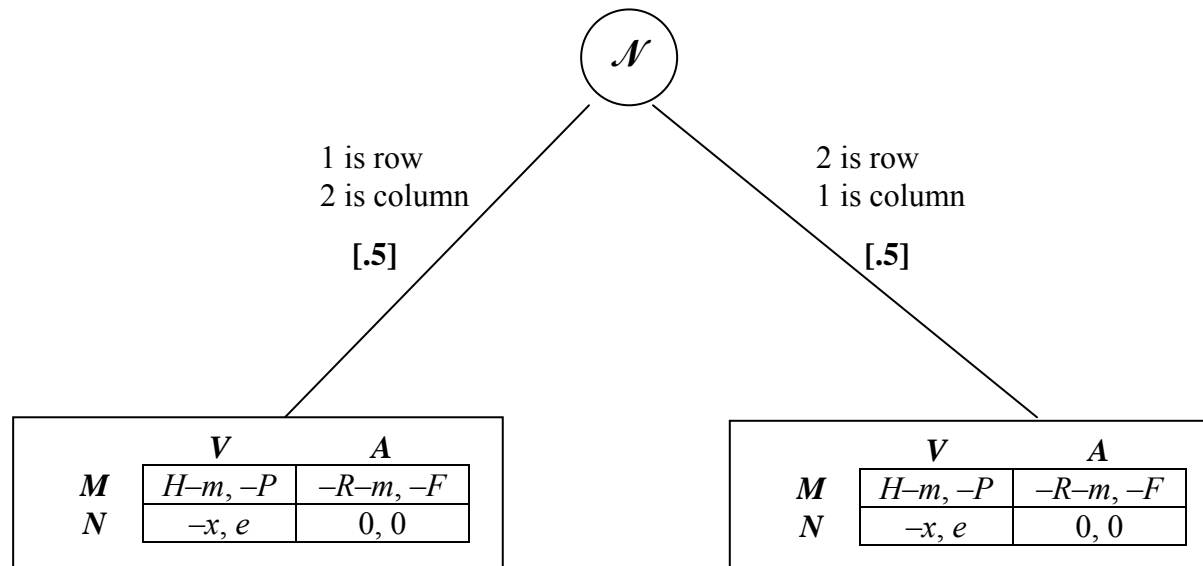 𝒩
1 is row
2 is column
[.5]
2 is row
1 is column
[.5]
V A
M H–m, –P –R–m, –F
N –x, e 0, 0
V A
M H–m, –P –R–m, –F
N –x, e 0, 0